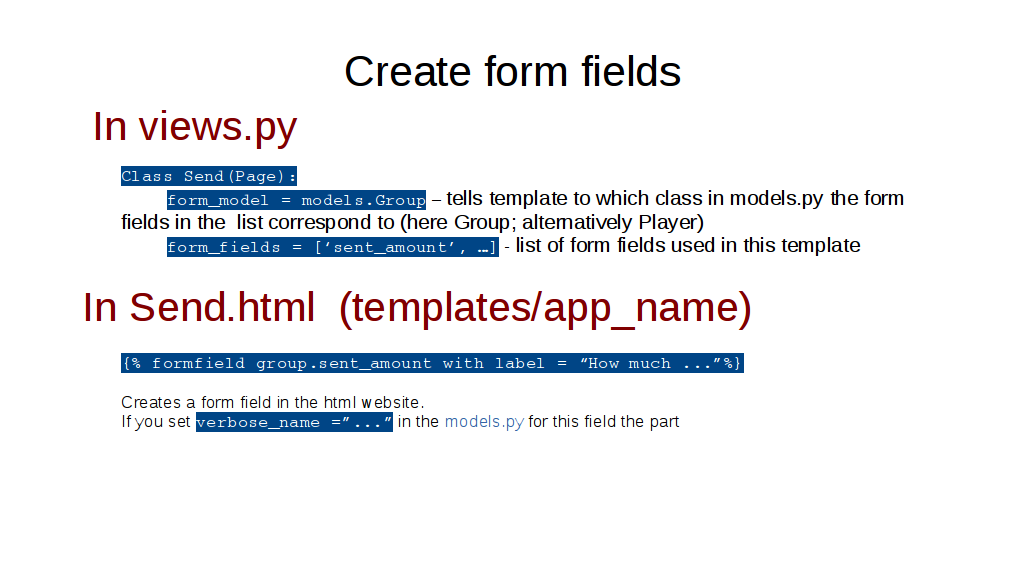 Create form fields
In views.py
Class Send(Page):
form_model = models.Group – tells template to which class in models.py the form
fields in the  list correspond to (here Group; alternatively Player)
form_fields = [‘sent_amount’, …] - list of form fields used in this template
In Send.html  (templates/app_name)
{% formfield group.sent_amount with label = “How much ...”%}
Creates a form field in the html website.
If you set verbose_name =”...” in the models.py for this field the part